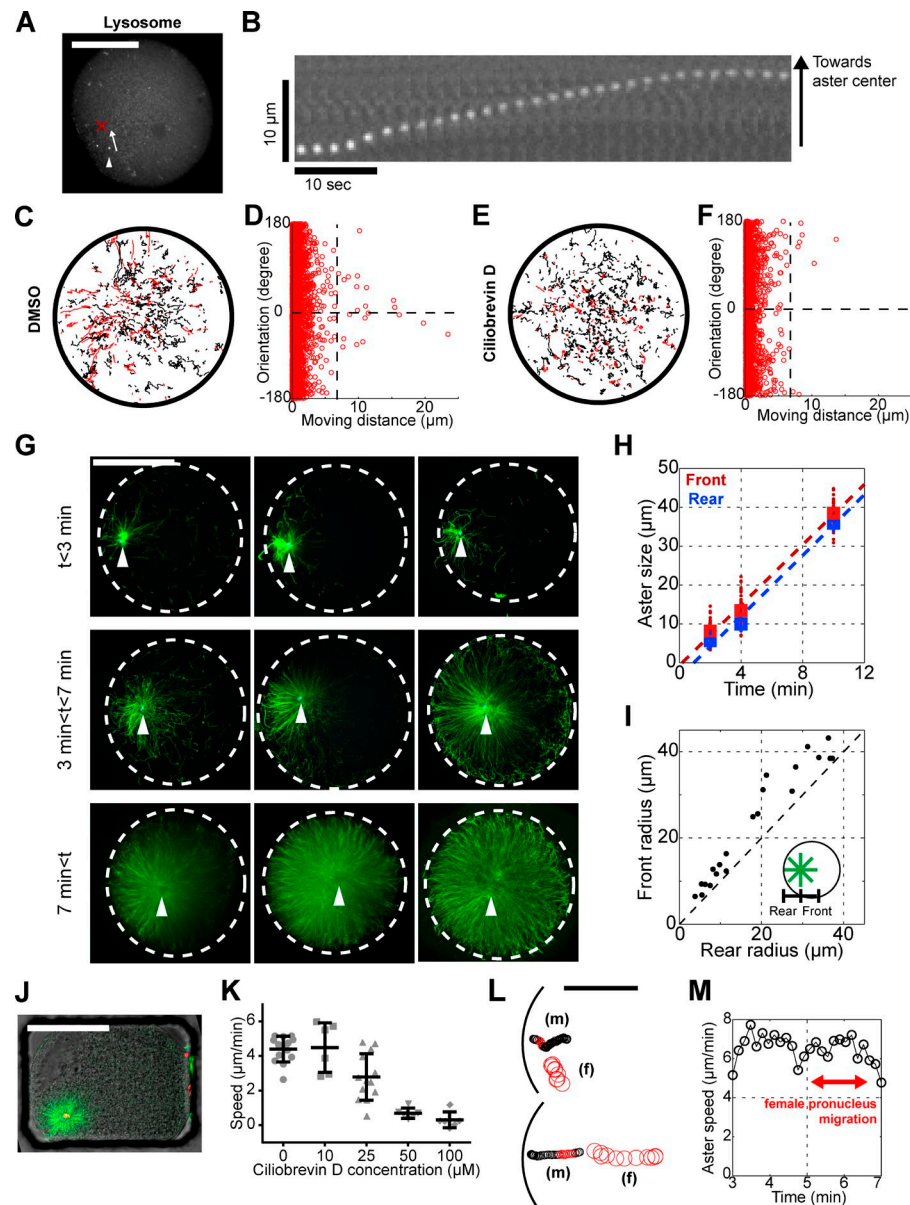 A
Lysosome
B
10 μm
10 sec
Towards
aster center
C
DMSO
D
Orientation (degree)
180
0
-180
0
10
20
Moving distance (μm)
E
Ciliobrevin D
F
Orientation (degree)
180
0
-180
0
10
20
Moving distance (μm)
G
t<3 min
3 min<t<7 min
7 min<t
H
Front
Rear
Aster size (μm)
50
40
30
20
10
0
0
4
8
12
Time (min)
I
Front radius (μm)
40
20
0
0
20
40
Rear radius (μm)
Rear Front
J
K
Speed (μm/min)
6
4
2
0
0
10
25
50
100
Ciliobrevin D concentration (μM)
L
(m)
(f)
(m)
(f)
M
Aster speed (μm/min)
8
6
4
2
0
female pronucleus
migration
3
4
5
6
7
Time (min)